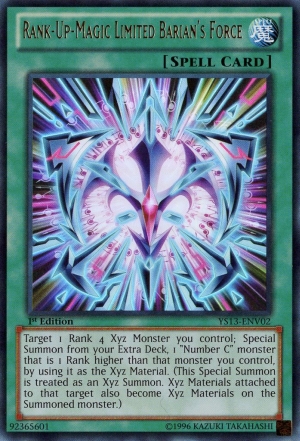 Rank-Up-Magic Limited Barian's Force
魔
[Spell Card]
1st Edition
YS13-ENV02
Target 1 Rank 4 Xyz Monster you control; Special
Summon from your Extra Deck, 1 "Number C" monster
that is 1 Rank higher than that monster you control,
by using it as the Xyz Material. (This Special Summon
is treated as an Xyz Summon. Xyz Materials attached
to that target also become Xyz Materials on the
Summoned monster.)
92365601
©1996 KAZUKI TAKAHASHI